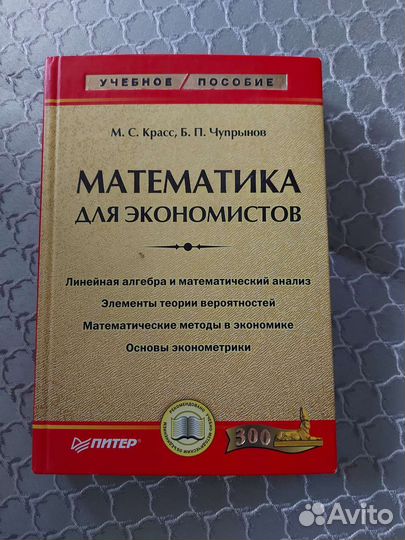 УЧЕБНОЕ / ПОСОБИЕ
М. С. Красс, Б. П. Чупрынов
МАТЕМАТИКА
ДЛЯ ЭКОНОМИСТОВ
Линейная алгебра и математический анализ
Элементы теории вероятностей
Математические методы в экономике
Основы эконометрики
РЕКОМЕНДОВАНО
300
ПИТЕР
Avito